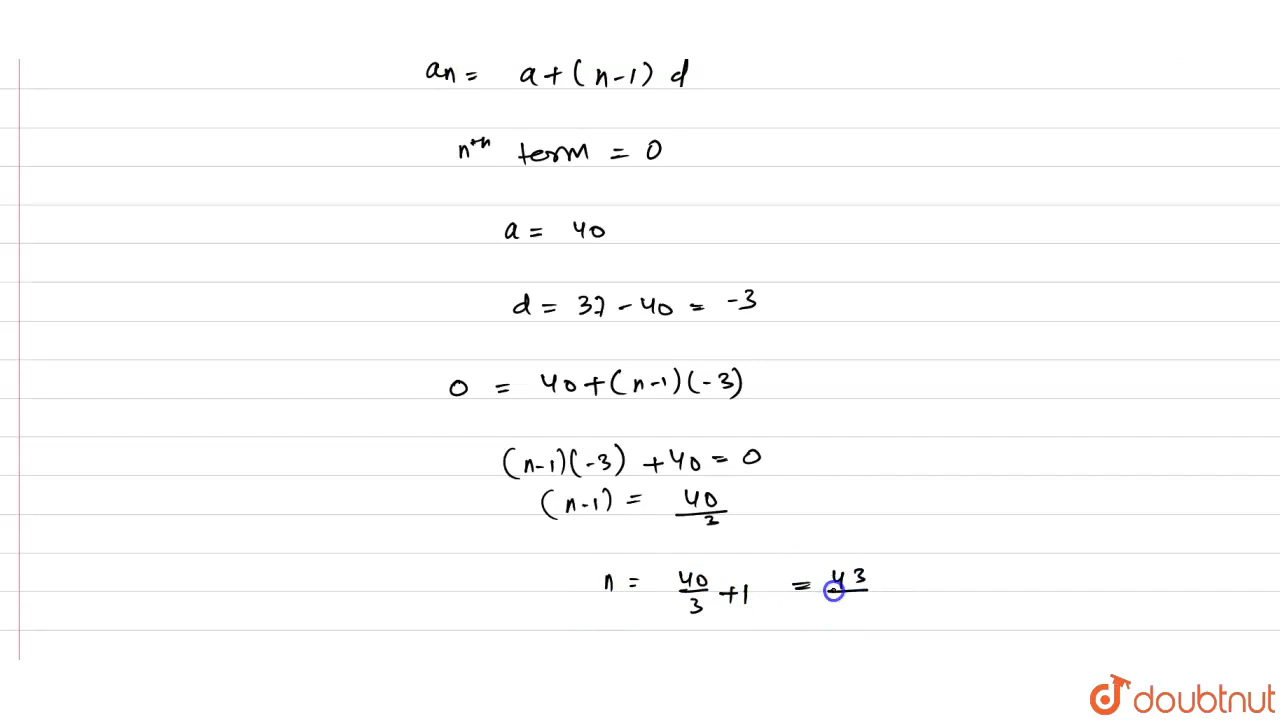 an = a+(n-1) d
nth term = 0
a = 40
d = 37 - 40 = -3
0 = 40+(n-1)(-3)
(n-1)(-3) +40 = 0
(n-1) = 40/3
n = 40/3 +1 = 43
doubtnut